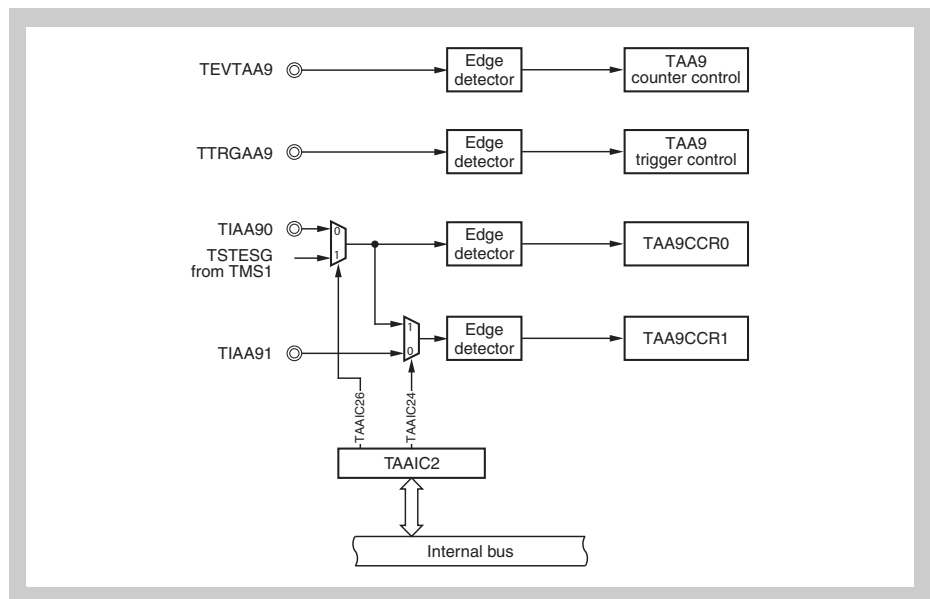 TEVTAA9
Edge
detector
TAA9
counter control
TTRGAA9
Edge
detector
TAA9
trigger control
TIAA90
0
TSTESG
from TMS1
1
Edge
detector
TAA9CCR0
TIAA91
1
0
Edge
detector
TAA9CCR1
TAAIC26
TAAIC24
TAAIC2
Internal bus